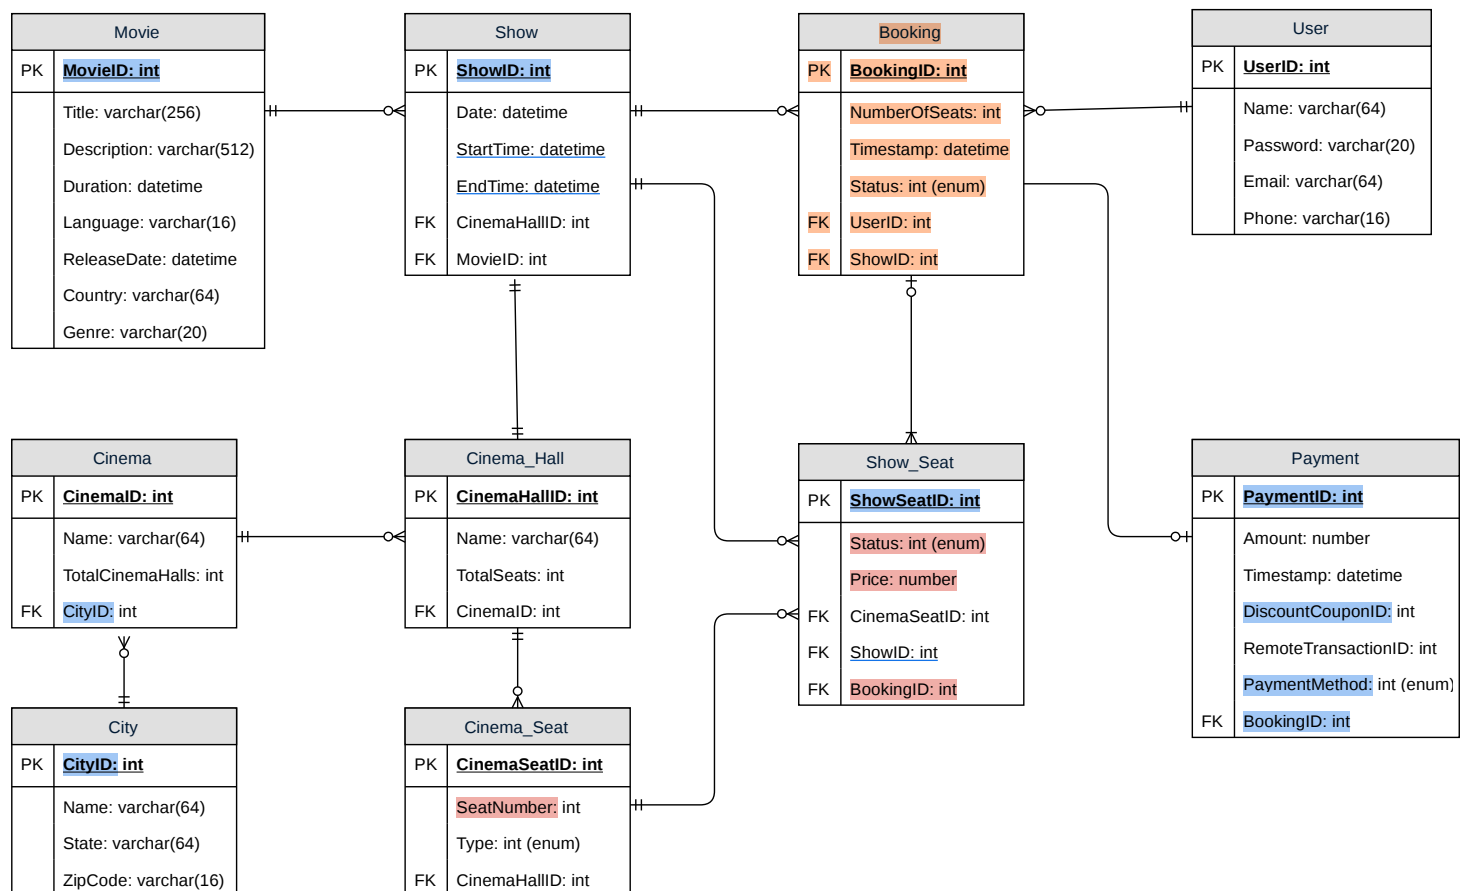 Movie
PK MovieID: int
Title: varchar(256)
Description: varchar(512)
Duration: datetime
Language: varchar(16)
ReleaseDate: datetime
Country: varchar(64)
Genre: varchar(20)
Show
PK ShowID: int
Date: datetime
StartTime: datetime
EndTime: datetime
FK CinemaHallID: int
FK MovieID: int
Booking
PK BookingID: int
NumberOfSeats: int
Timestamp: datetime
Status: int (enum)
FK UserID: int
FK ShowID: int
User
PK UserID: int
Name: varchar(64)
Password: varchar(20)
Email: varchar(64)
Phone: varchar(16)
Cinema
PK CinemaID: int
Name: varchar(64)
TotalCinemaHalls: int
FK CityID: int
Cinema_Hall
PK CinemaHallID: int
Name: varchar(64)
TotalSeats: int
FK CinemaID: int
Show_Seat
PK ShowSeatID: int
Status: int (enum)
Price: number
FK CinemaSeatID: int
FK ShowID: int
FK BookingID: int
Payment
PK PaymentID: int
Amount: number
Timestamp: datetime
DiscountCouponID: int
RemoteTransactionID: int
PaymentMethod: int (enum)
FK BookingID: int
City
PK CityID: int
Name: varchar(64)
State: varchar(64)
ZipCode: varchar(16)
Cinema_Seat
PK CinemaSeatID: int
SeatNumber: int
Type: int (enum)
FK CinemaHallID: int